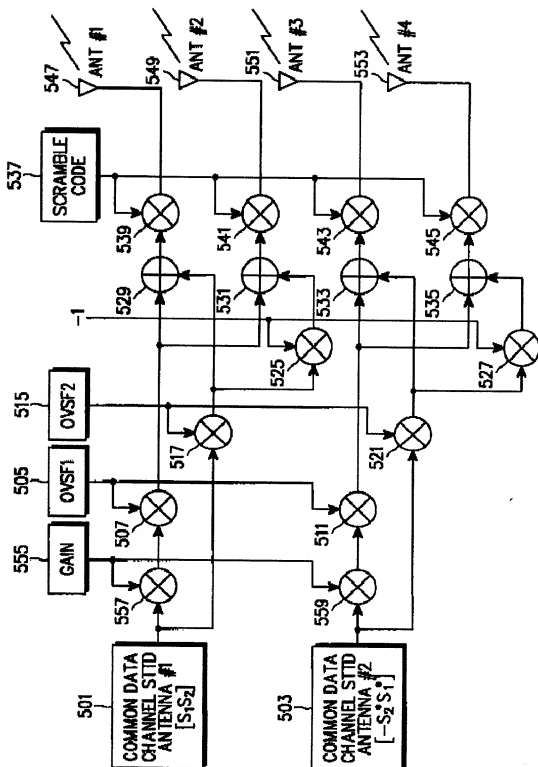 547
ANT #1
549
ANT #2
551
ANT #3
553
ANT #4
537
SCRAMBLE
CODE
539
541
543
545
529
531
533
535
-1
525
527
515
OVSF2
517
521
505
OVSF1
507
511
555
GAIN
557
559
501
COMMON DATA
CHANNEL STTD
ANTENNA #1
[S1S2]
503
COMMON DATA
CHANNEL STTD
ANTENNA #2
[-S2*S1*]